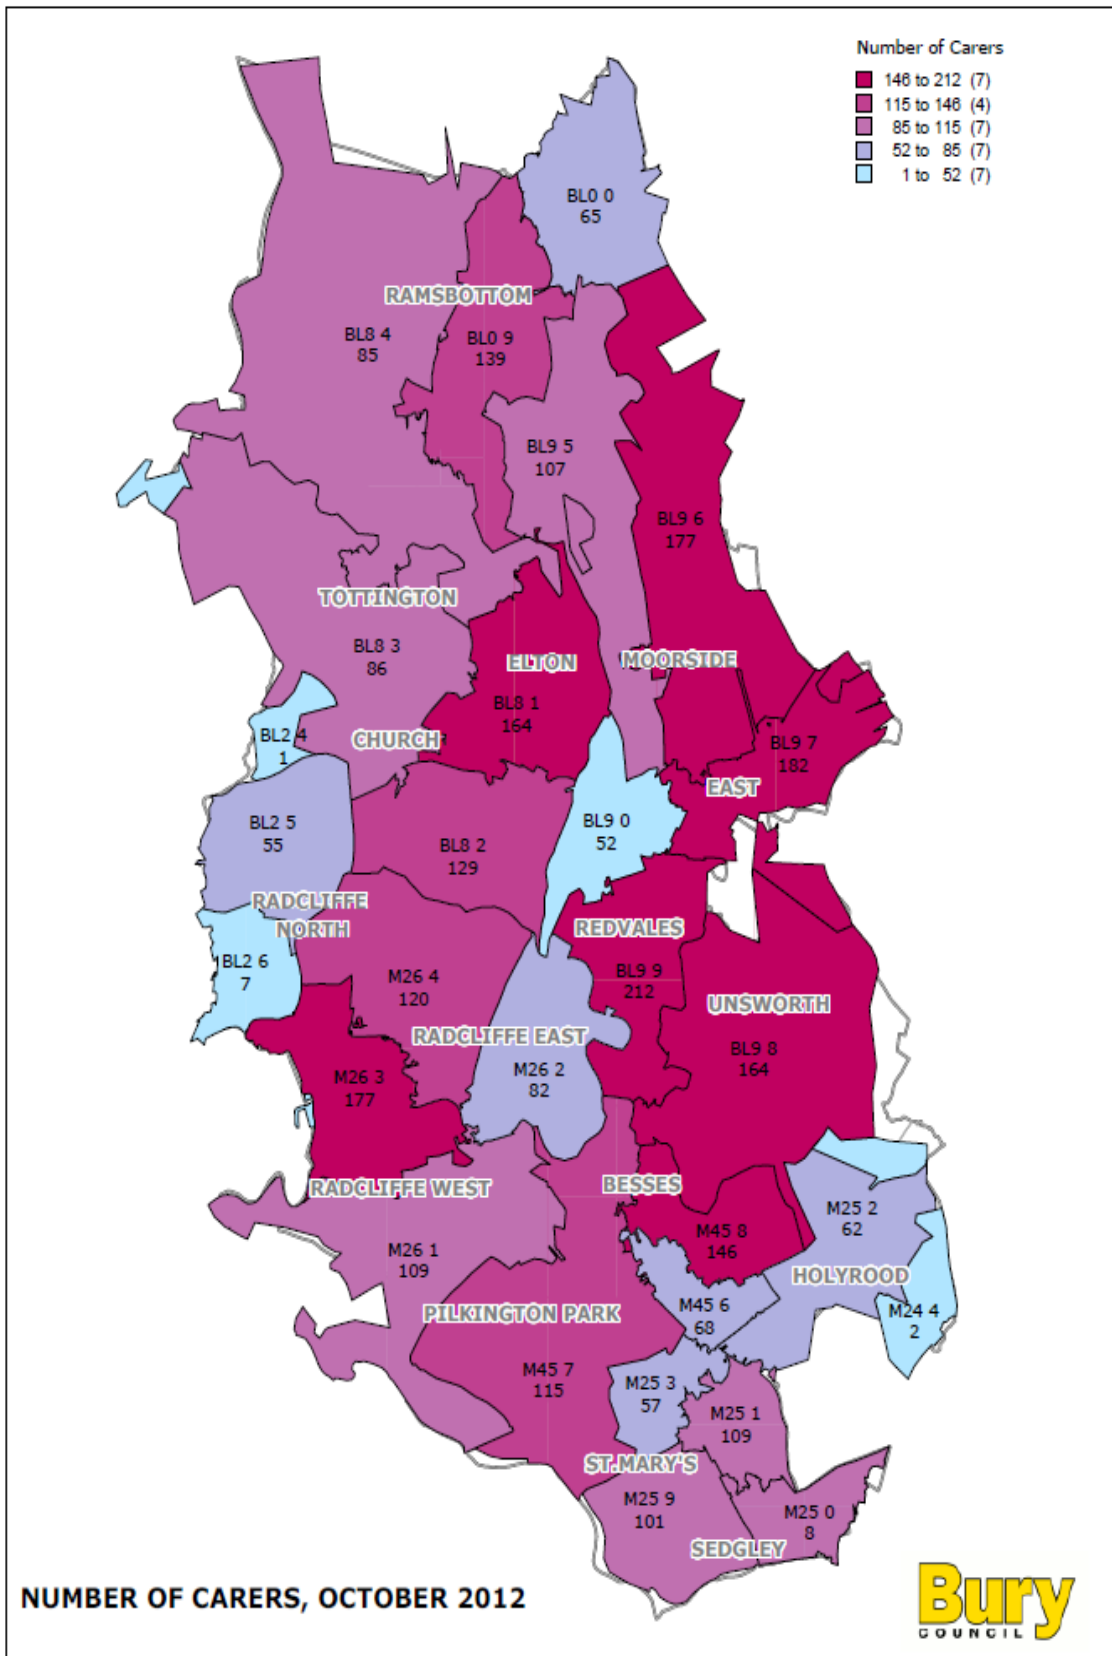 Number of Carers
146 to 212 (7)
115 to 146 (4)
85 to 115 (7)
52 to 85 (7)
1 to 52 (7)
BL0 0
65
RAMSBOTTOM
BL8 4
85
BL0 9
139
BL9 5
107
BL9 6
177
TOTTINGTON
BL8 3
86
ELTON
MOORSIDE
BL8 1
164
BL2 4
1
CHURCH
BL9 7
182
EAST
BL2 5
55
BL8 2
129
BL9 0
52
RADCLIFFE
NORTH
REDVALES
BL2 6
7
M26 4
120
BL9 9
212
UNSWORTH
RADCLIFFE EAST
BL9 8
164
M26 3
177
M26 2
82
RADCLIFFE WEST
BESSES
M25 2
62
M26 1
109
M45 8
146
HOLYROOD
M24 4
2
PILKINGTON PARK
M45 6
68
M45 7
115
M25 3
57
M25 1
109
ST.MARY'S
M25 9
101
M25 0
8
SEDGLEY
NUMBER OF CARERS, OCTOBER 2012
Bury
COUNCIL